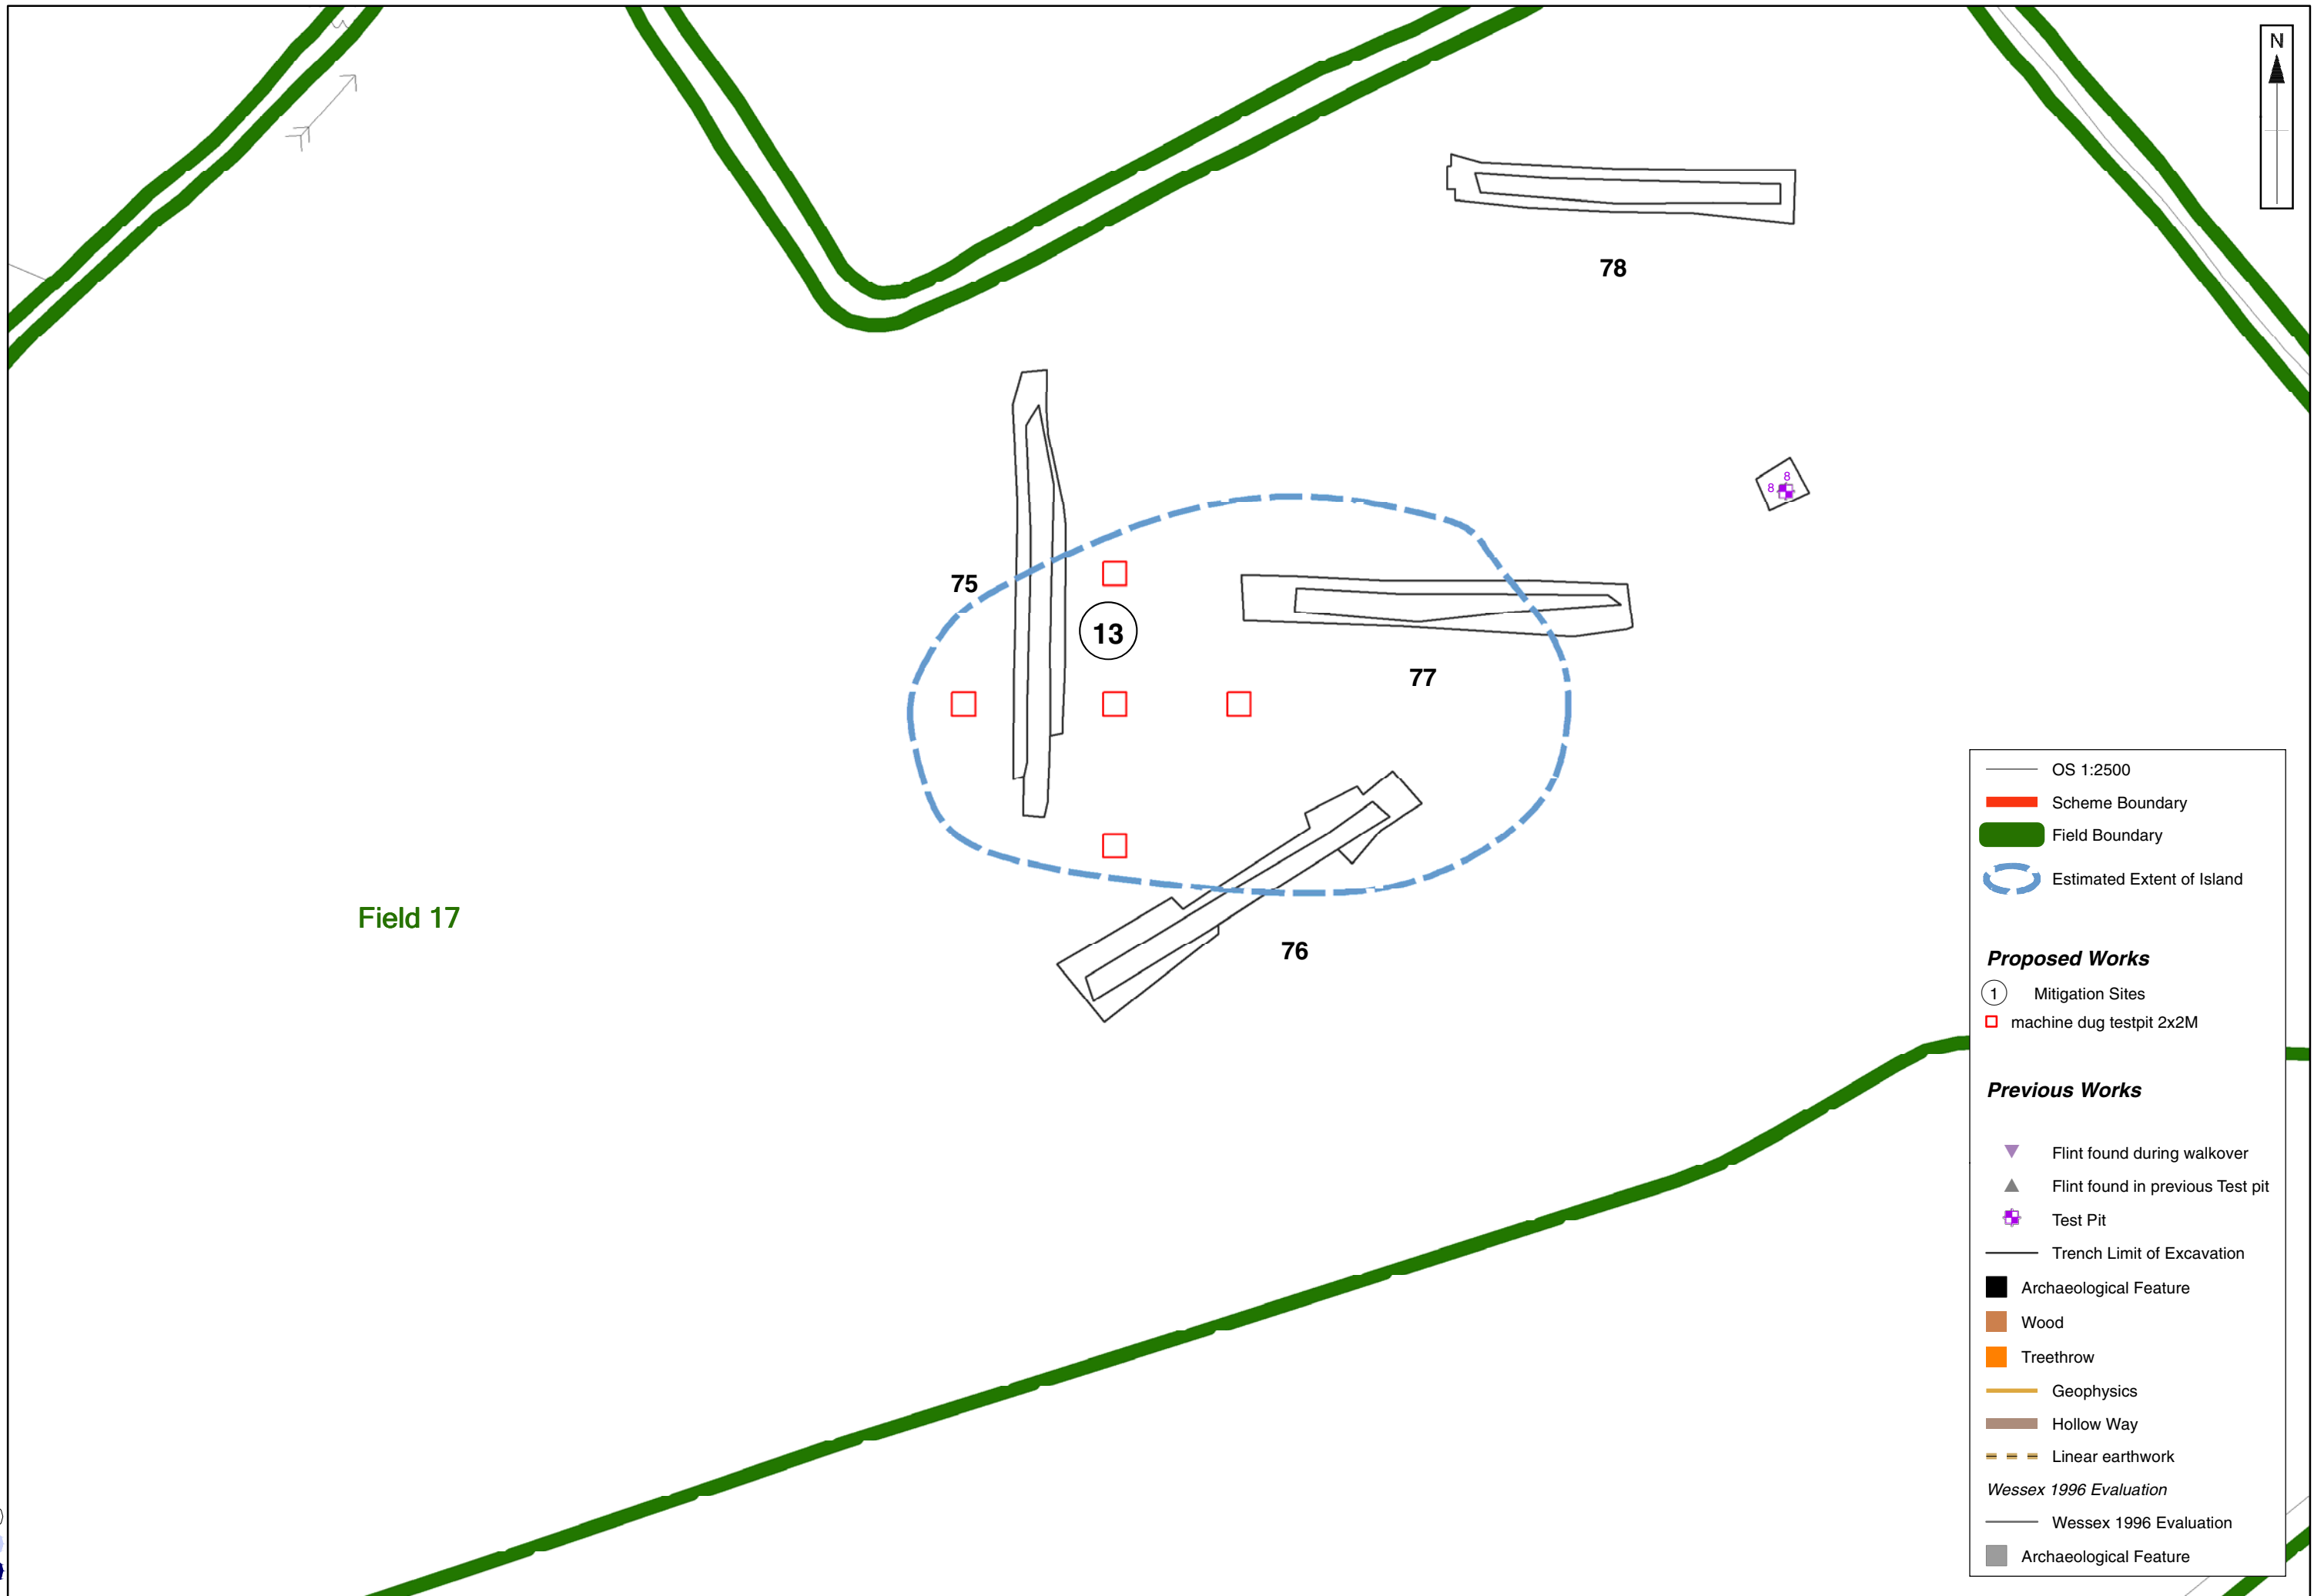 N
78
8
8
75
13
77
76
Field 17
OS 1:2500
Scheme Boundary
Field Boundary
Estimated Extent of Island
Proposed Works
1 Mitigation Sites
machine dug testpit 2x2M
Previous Works
Flint found during walkover
Flint found in previous Test pit
Test Pit
Trench Limit of Excavation
Archaeological Feature
Wood
Treethrow
Geophysics
Hollow Way
Linear earthwork
Wessex 1996 Evaluation
Wessex 1996 Evaluation
Archaeological Feature